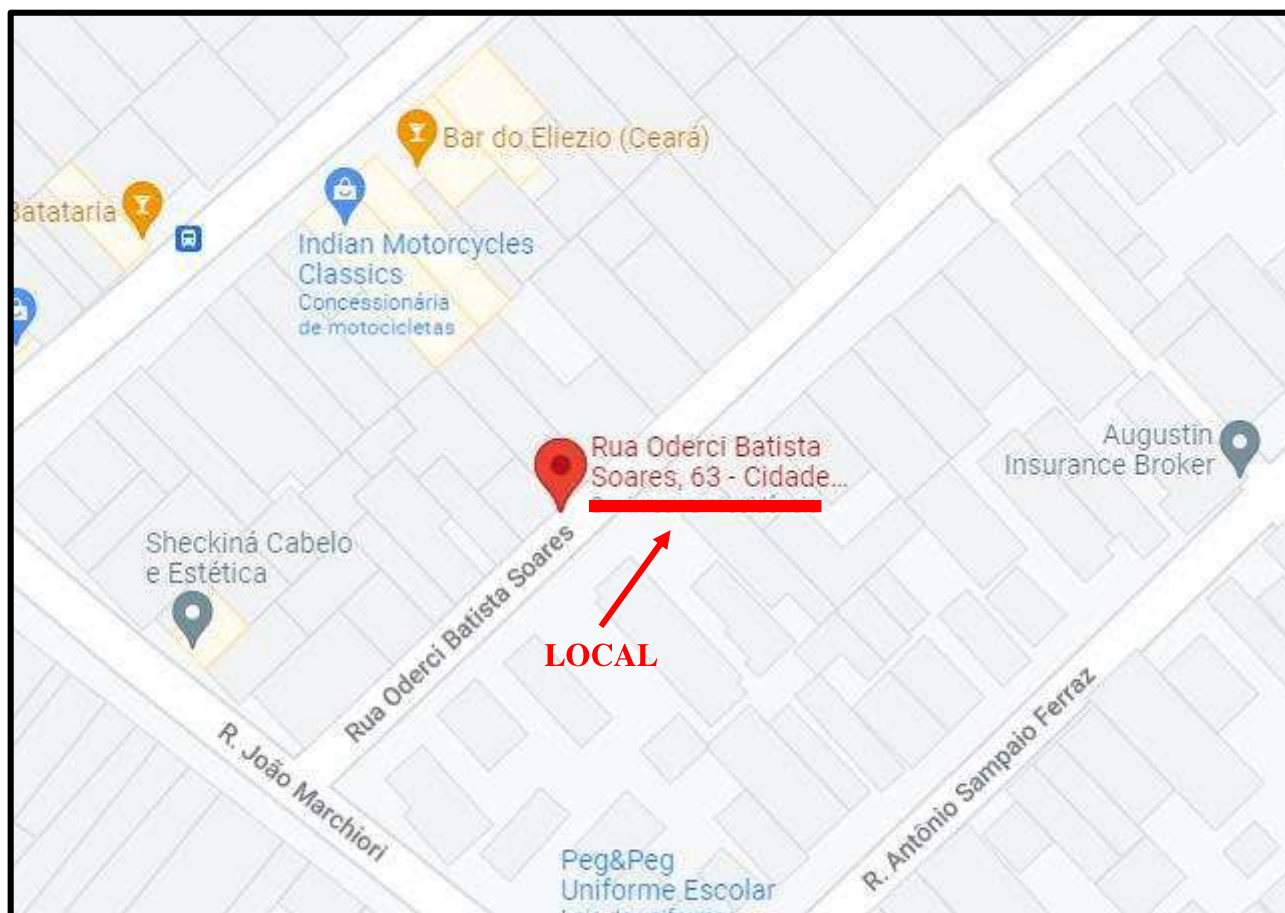 Bar do Eliezio (Ceará)
Batataria
Indian Motorcycles
Classics
Concessionária
de motocicletas
Rua Oderci Batista
Soares, 63 - Cidade...
Augustin
Insurance Broker
Sheckiná Cabelo
e Estética
Rua Oderci Batista Soares
LOCAL
R. João Marchiori
R. Antônio Sampaio Ferraz
Peg&Peg
Uniforme Escolar